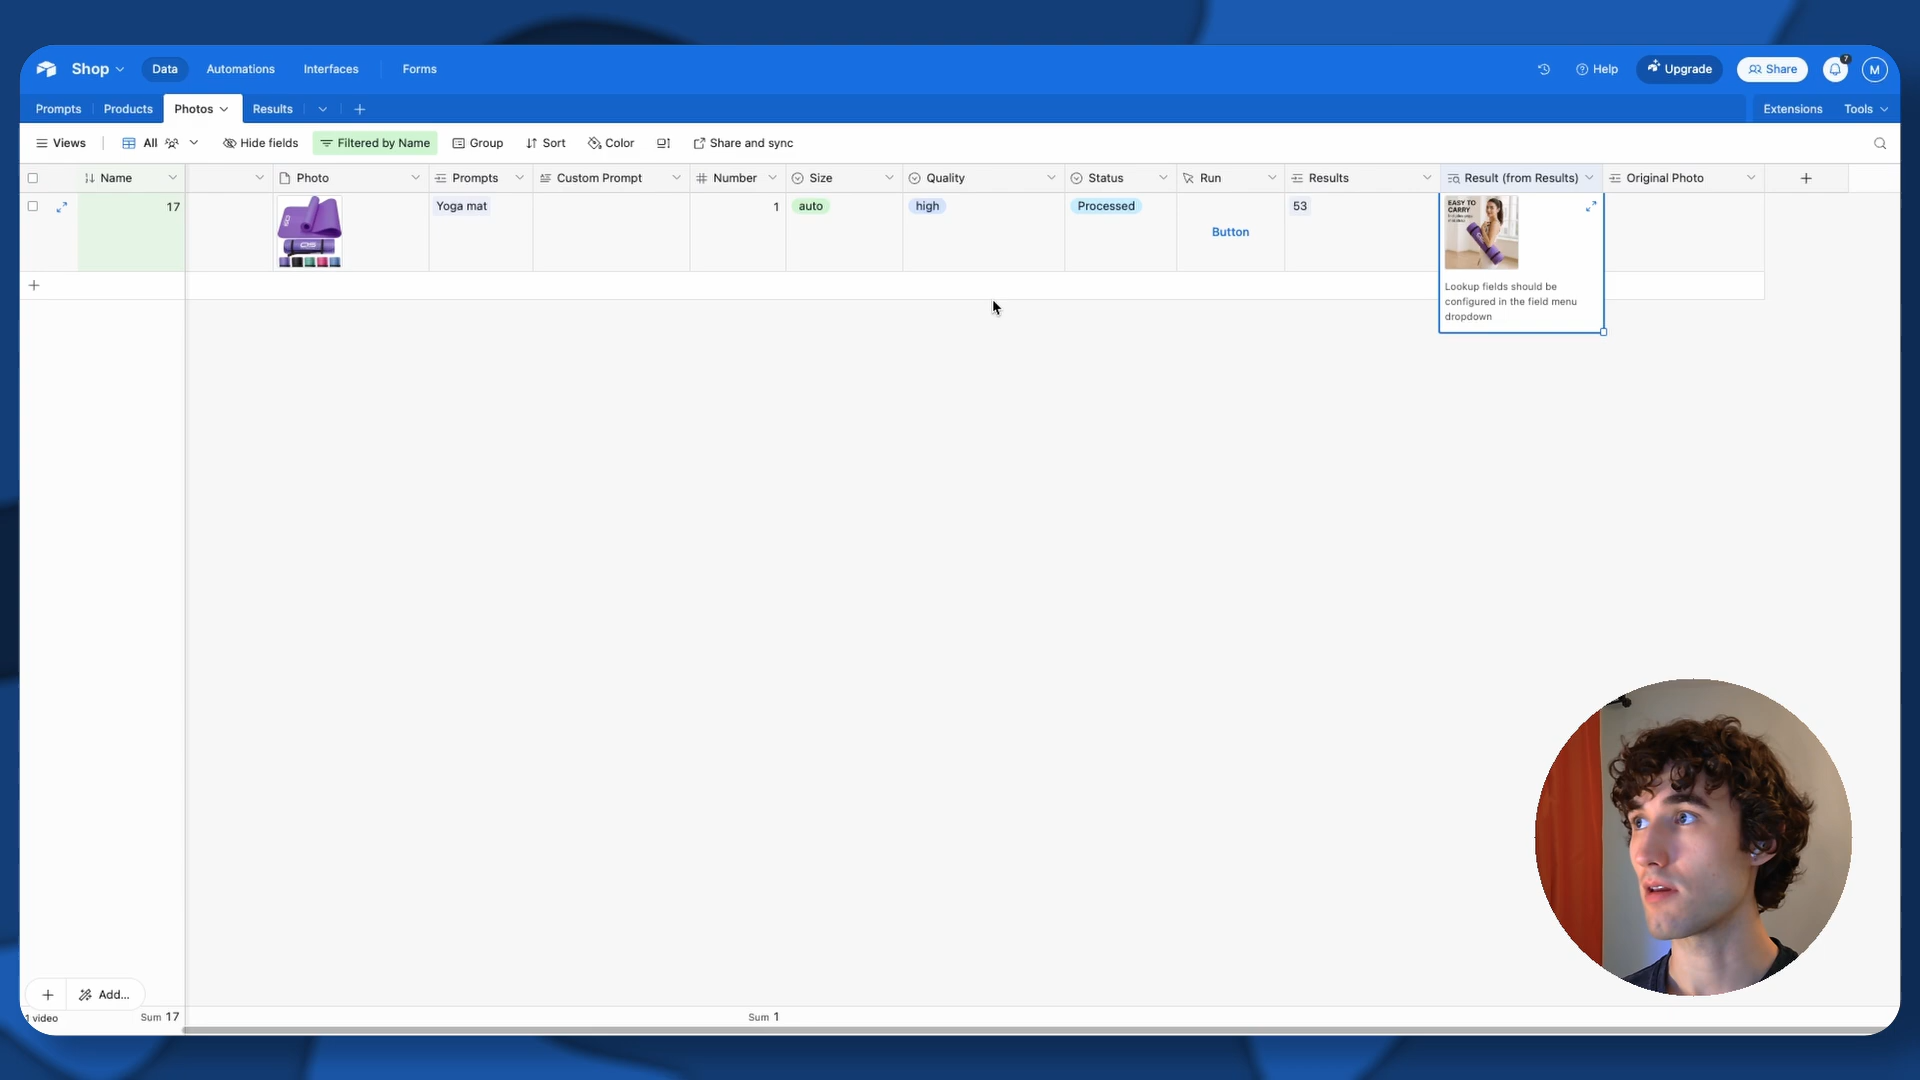 Shop
Data
Automations
Interfaces
Forms
Help
Upgrade
Share
7
M
Prompts
Products
Photos
Results
Extensions
Tools
Views
All
Hide fields
Filtered by Name
Group
Sort
Color
Share and sync
Name
Photo
Prompts
Custom Prompt
Number
Size
Quality
Status
Run
Results
Result (from Results)
Original Photo
17
Yoga mat
1
auto
high
Processed
Button
53
EASY TO
CARRY
Lookup fields should be
configured in the field menu
dropdown
Add...
1 video
Sum 17
Sum 1